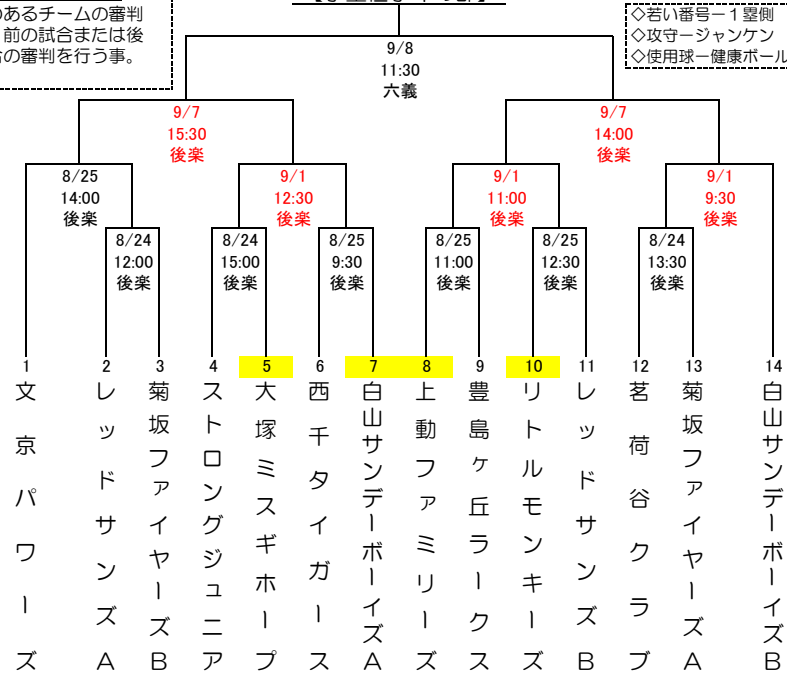 のあるチームの審判
前の試合または後
の審判を行う事。
◇若い番号－1塁側
◇攻守－ジャンケン
◇使用球－健康ボール
9/8
11:30
六義
9/7
15:30
後楽
9/7
14:00
後楽
8/25
14:00
後楽
9/1
12:30
後楽
9/1
11:00
後楽
9/1
9:30
後楽
8/24
12:00
後楽
8/24
15:00
後楽
8/25
9:30
後楽
8/25
11:00
後楽
8/25
12:30
後楽
8/24
13:30
後楽
1
文京パワーズ
2
レッドサンズA
3
菊坂ファイヤーズB
4
ストロングジュニア
5
大塚ミスギホープ
6
西千タイガース
7
白山サンデーボーイズA
8
上動ファミリーズ
9
豊島ヶ丘ラークス
10
リトルモンキーズ
11
レッドサンズB
12
茗荷谷クラブ
13
菊坂ファイヤーズA
14
白山サンデーボーイズB